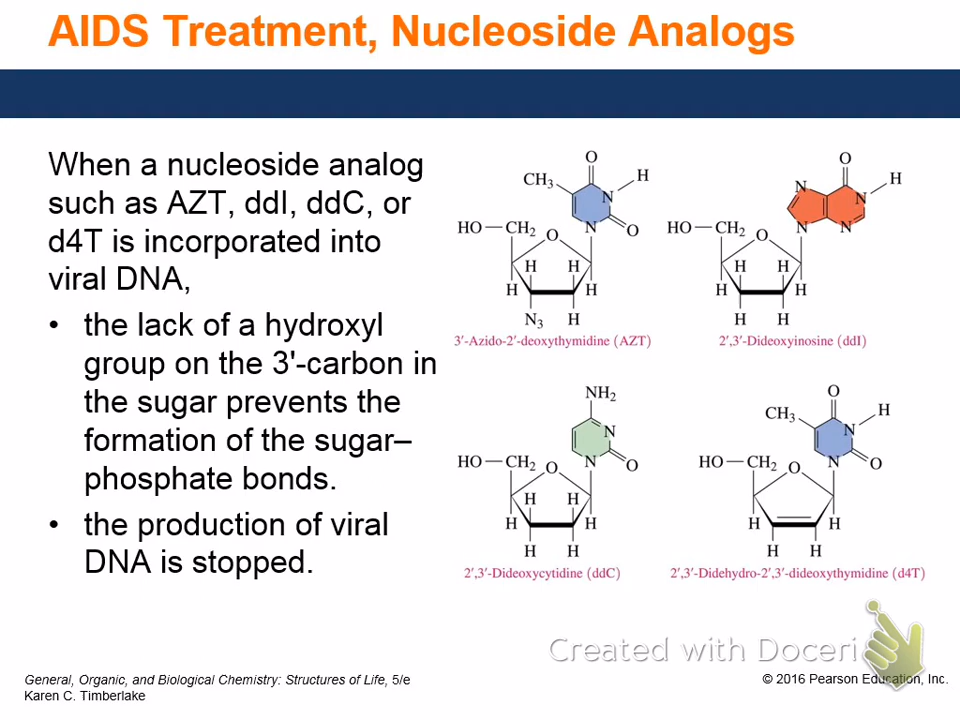 AIDS Treatment, Nucleoside Analogs
When a nucleoside analog
such as AZT, ddI, ddC, or
d4T is incorporated into
viral DNA,
• the lack of a hydroxyl
group on the 3'-carbon in
the sugar prevents the
formation of the sugar–
phosphate bonds.
• the production of viral
DNA is stopped.
O
CH₃
N
H
HO
CH₂
O
N
O
H
H
H
H
N₃
H
3′-Azido-2′-deoxythymidine (AZT)
O
N
N
H
HO
CH₂
O
N
N
H
H
H
H
H
H
2′,3′-Dideoxyinosine (ddI)
NH₂
N
HO
CH₂
O
N
O
H
H
H
H
H
H
2′,3′-Dideoxycytidine (ddC)
O
CH₃
N
H
HO
CH₂
O
N
O
H
H
H
H
2′,3′-Didehydro-2′,3′-dideoxythymidine (d4T)
Created with Doceri
General, Organic, and Biological Chemistry: Structures of Life, 5/e
Karen C. Timberlake
© 2016 Pearson Education, Inc.